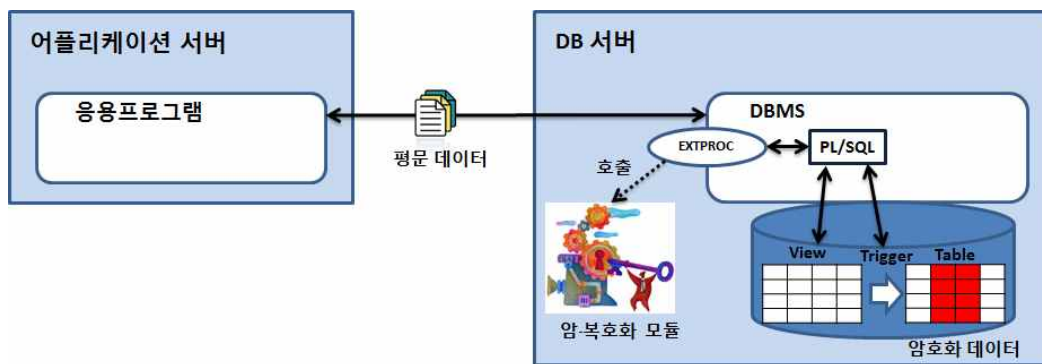 어플리케이션 서버
응용프로그램
평문 데이터
DB 서버
DBMS
EXTPROC
PL/SQL
호출
암·복호화 모듈
View
Trigger
Table
암호화 데이터